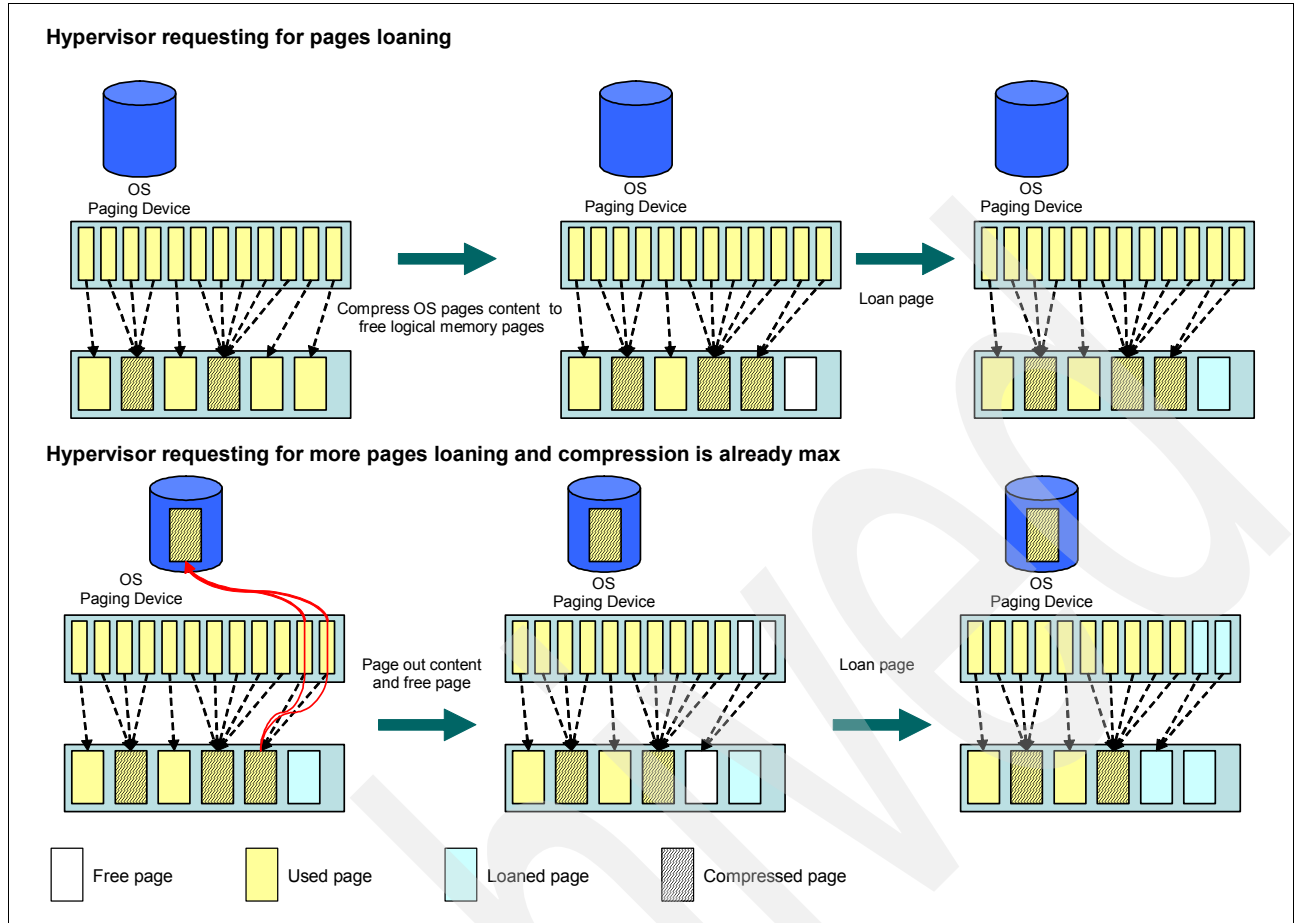 Hypervisor requesting for pages loaning
OS
Paging Device
OS
Paging Device
OS
Paging Device
Compress OS pages content to
free logical memory pages
Loan page
Hypervisor requesting for more pages loaning and compression is already max
OS
Paging Device
OS
Paging Device
OS
Paging Device
Page out content
and free page
Loan page
Free page
Used page
Loaned page
Compressed page